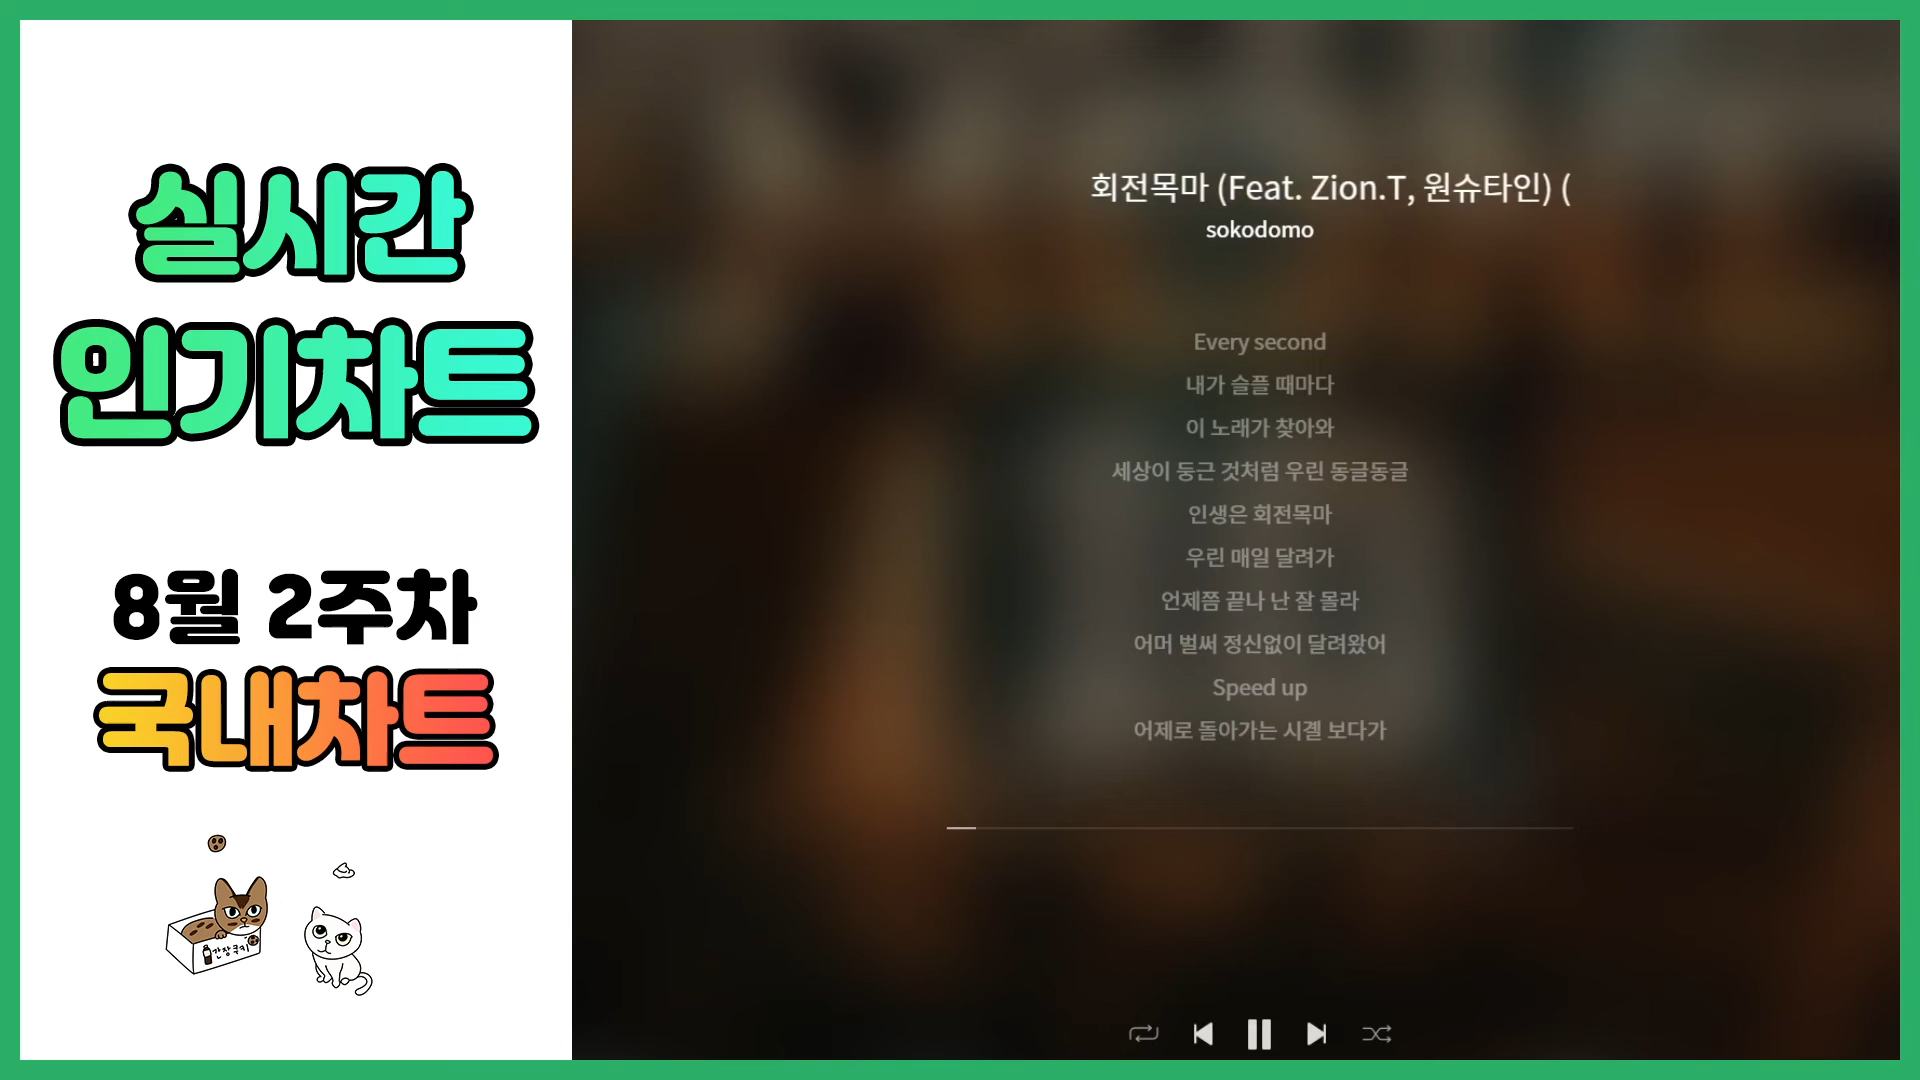 실시간
인기차트
8월 2주차
국내차트
간장쿠키
회전목마 (Feat. Zion.T, 원슈타인) (
sokodomo
Every second
내가 슬플 때마다
이 노래가 찾아와
세상이 둥근 것처럼 우린 동글동글
인생은 회전목마
우린 매일 달려가
언제쯤 끝나 난 잘 몰라
어머 벌써 정신없이 달려왔어
Speed up
어제로 돌아가는 시곌 보다가